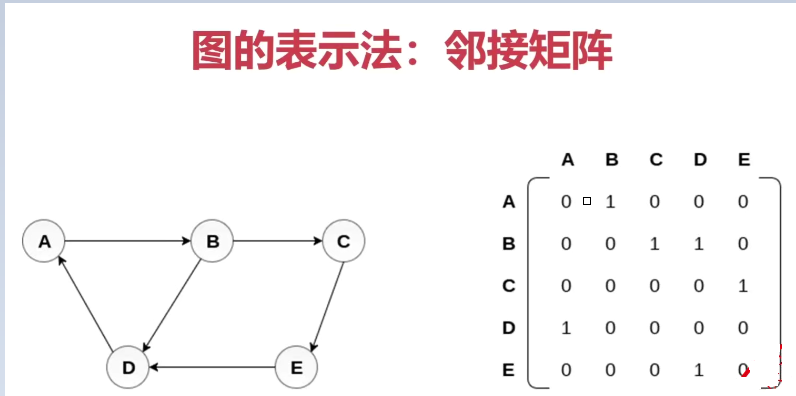 图的表示法：邻接矩阵
A B C D E
A 0 1 0 0 0
B 0 0 1 1 0
C 0 0 0 0 1
D 1 0 0 0 0
E 0 0 0 1 0
A B C
D E